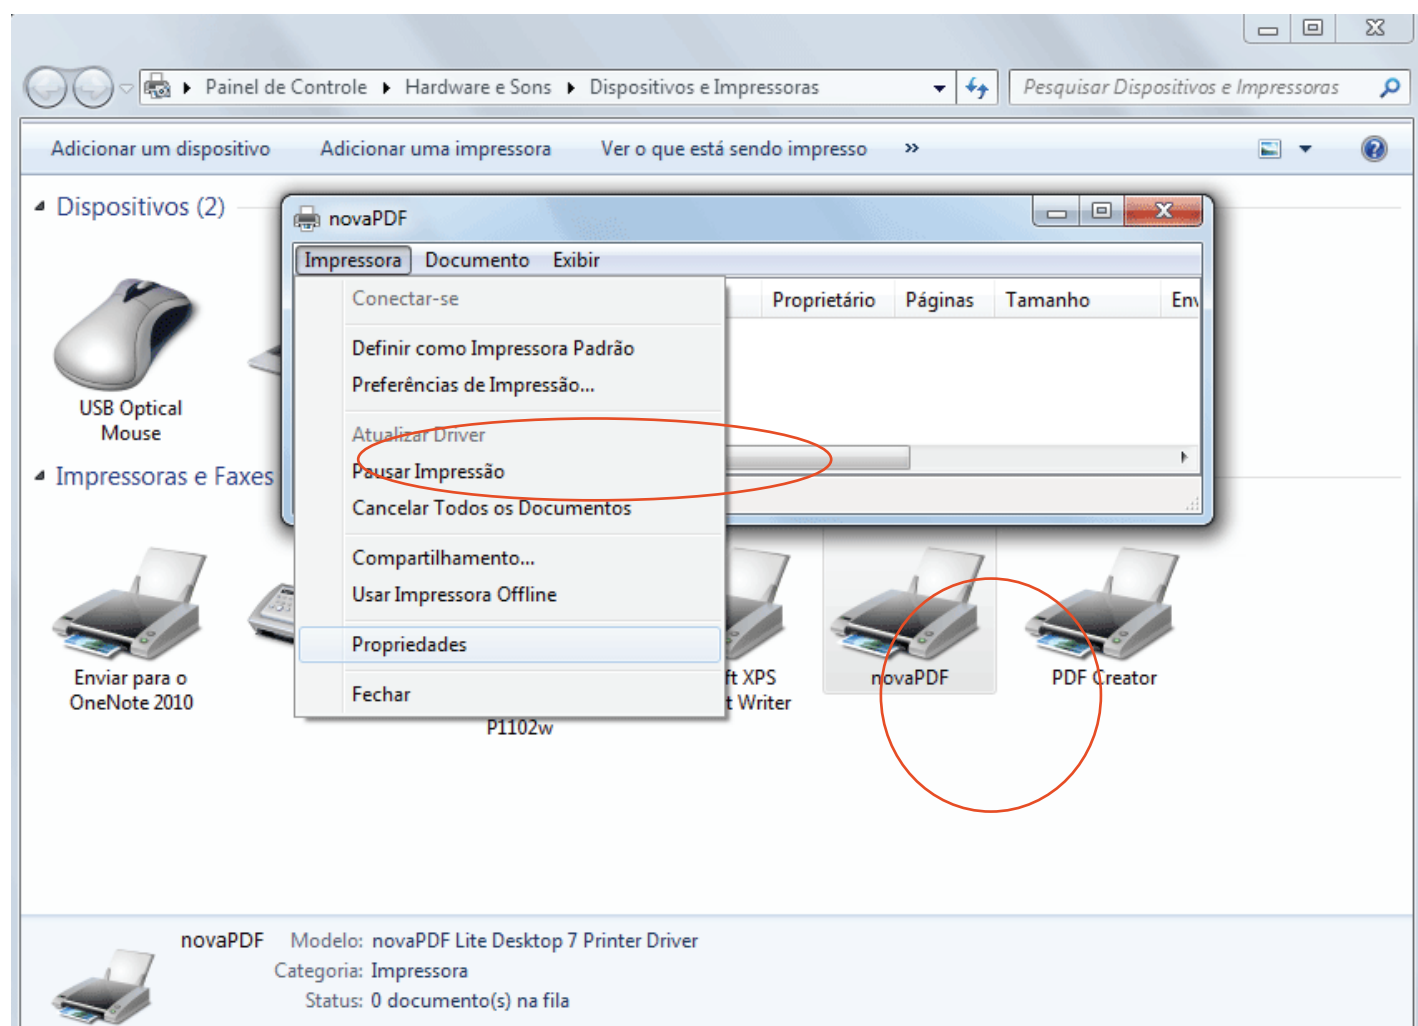 Painel de Controle Hardware e Sons Dispositivos e Impressoras
Pesquisar Dispositivos e Impressoras
Adicionar um dispositivo Adicionar uma impressora Ver o que está sendo impresso »
Dispositivos (2)
novaPDF
Impressora Documento Exibir
Proprietário Páginas Tamanho Env
Conectar-se
Definir como Impressora Padrão
Preferências de Impressão...
Atualizar Driver
Pausar Impressão
Cancelar Todos os Documentos
Compartilhamento...
Usar Impressora Offline
Propriedades
Fechar
USB Optical
Mouse
Impressoras e Faxes
Enviar para o
OneNote 2010
P1102w
ft XPS
t Writer
novaPDF
PDF Creator
novaPDF Modelo: novaPDF Lite Desktop 7 Printer Driver
Categoria: Impressora
Status: 0 documento(s) na fila